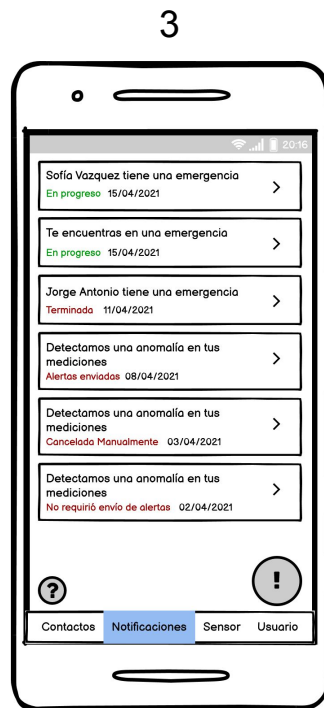 3
20:16
Sofía Vazquez tiene una emergencia
En progreso 15/04/2021
Te encuentras en una emergencia
En progreso 15/04/2021
Jorge Antonio tiene una emergencia
Terminada 11/04/2021
Detectamos una anomalía en tus
mediciones
Alertas enviadas 08/04/2021
Detectamos una anomalía en tus
mediciones
Cancelada Manualmente 03/04/2021
Detectamos una anomalía en tus
mediciones
No requirió envío de alertas 02/04/2021
? !
Contactos Notificaciones Sensor Usuario